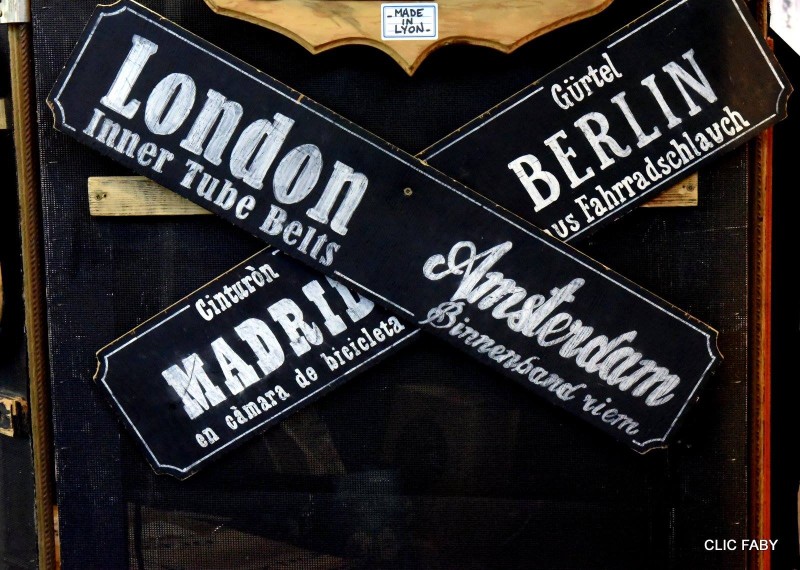 -MADE
IN
LYON-
London
Inner Tube Belts
Gürtel
BERLIN
us Fahrradschlauch
Cinturòn
MADRID
en càmara de bicicleta
Amsterdam
Binnenband riem
CLIC FABY